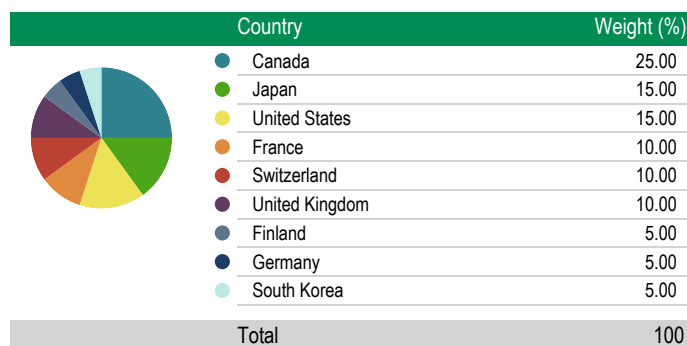 Country Weight (%)
Canada 25.00
Japan 15.00
United States 15.00
France 10.00
Switzerland 10.00
United Kingdom 10.00
Finland 5.00
Germany 5.00
South Korea 5.00
Total 100